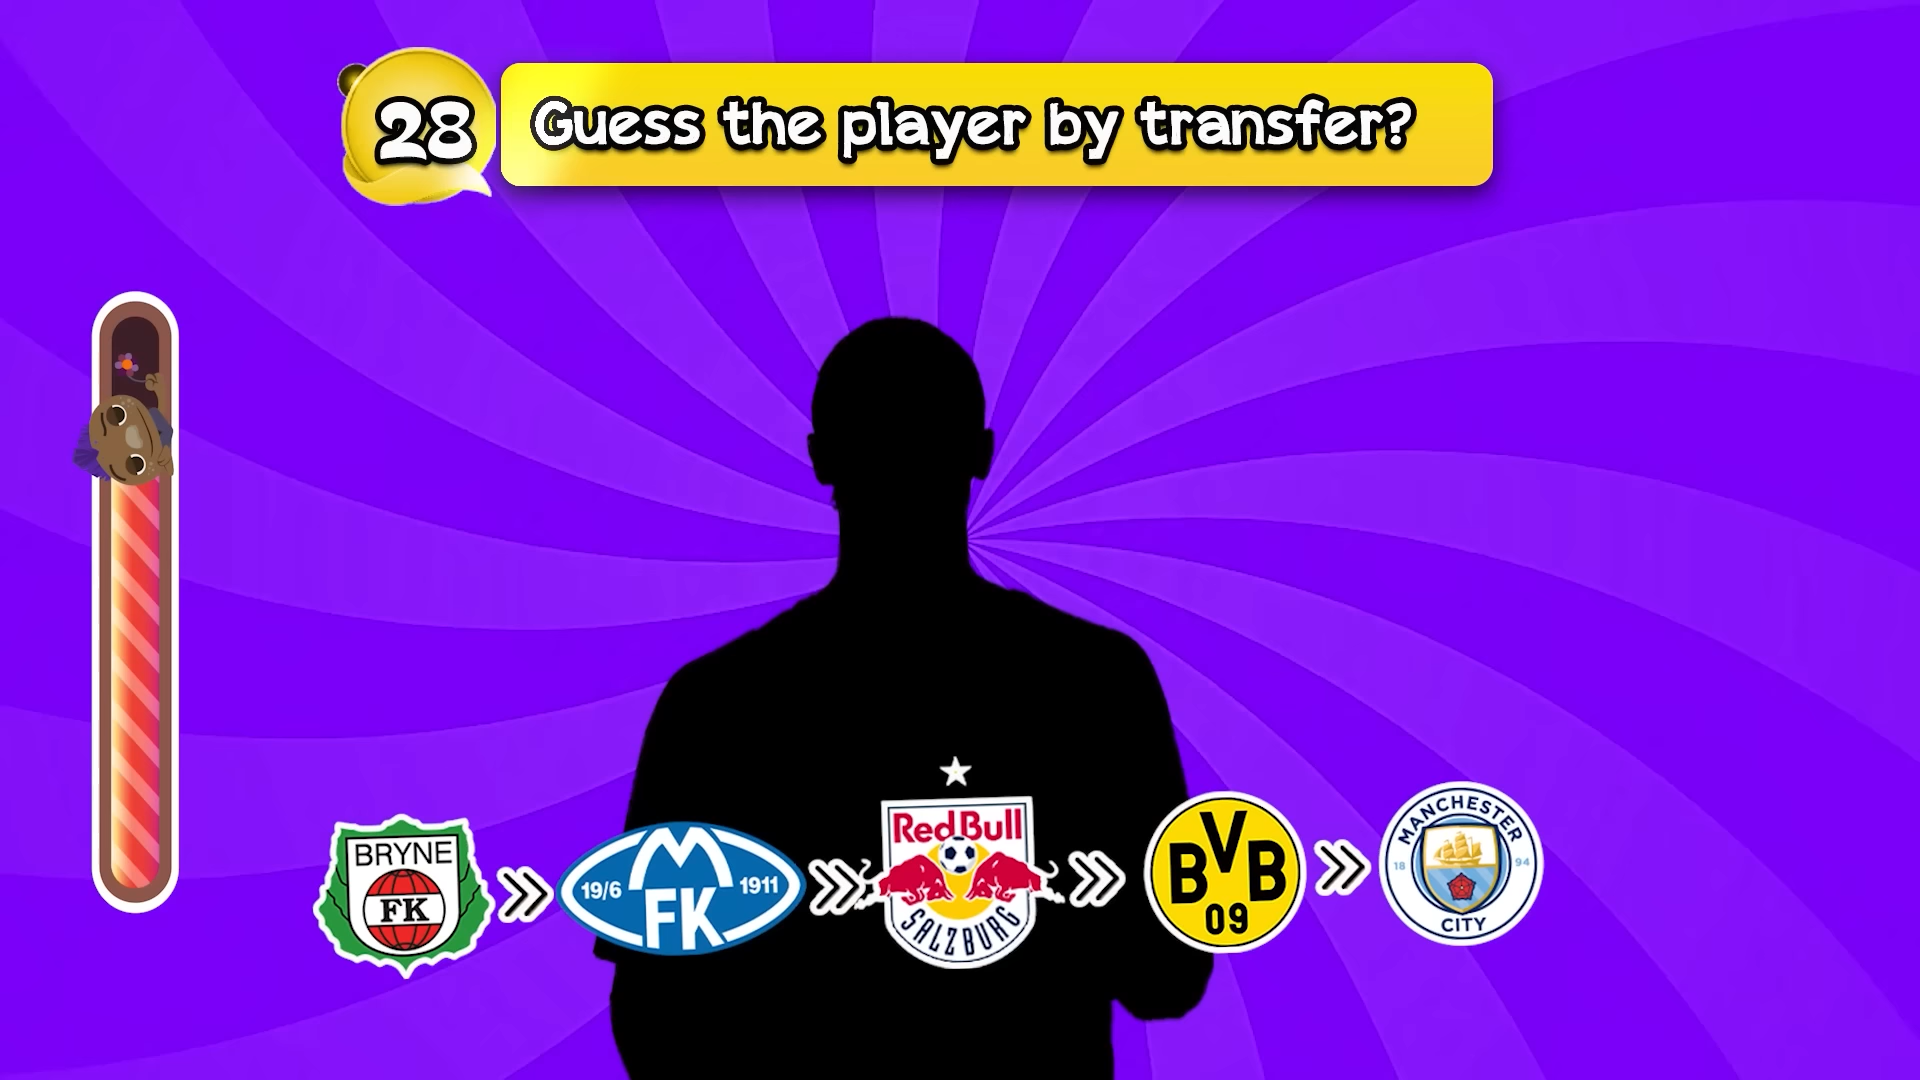 28
Guess the player by transfer?
BRYNE
FK
19/6
M
FK
1911
Red Bull
SALZBURG
BVB
09
MANCHESTER
18
94
CITY